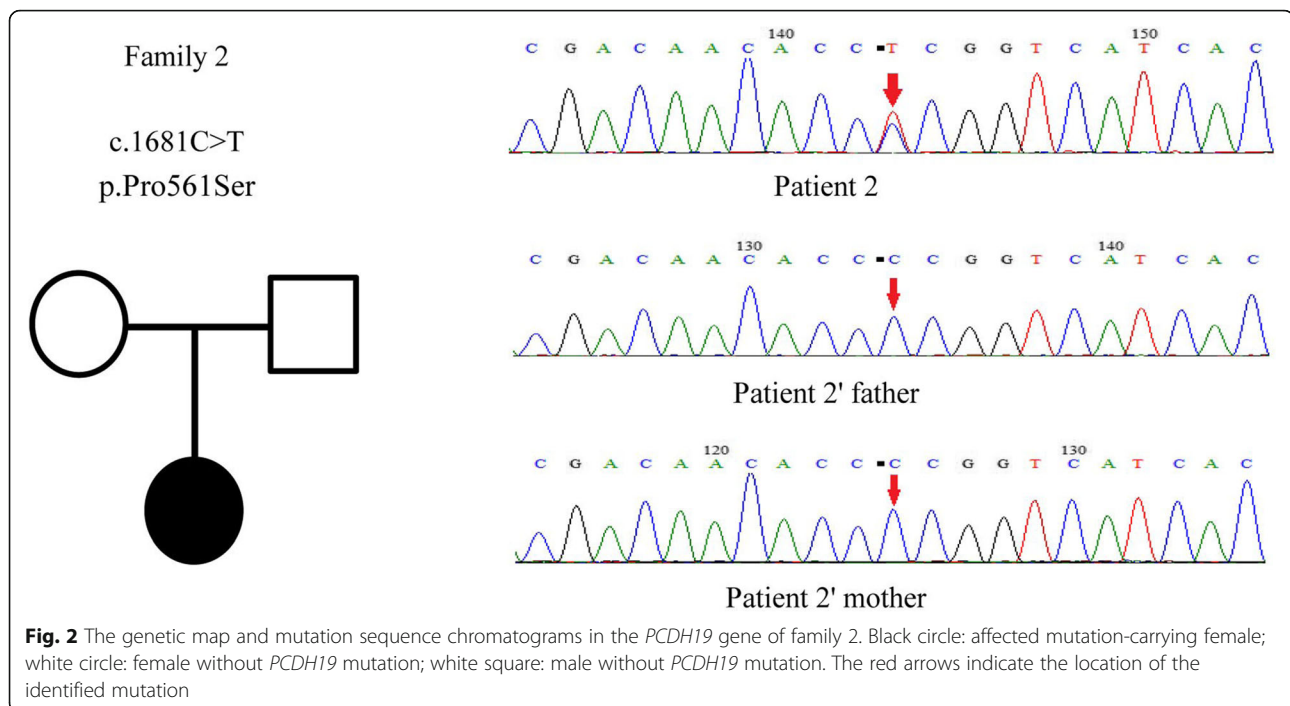 Family 2
c.1681C>T
p.Pro561Ser
140 150
C G A C A A C A C C T C G G T C A T C A C
Patient 2
130 140
C G A C A A C A C C C C G G T C A T C A C
Patient 2' father
120 130
C G A C A A C A C C C C G G T C A T C A C
Patient 2' mother
Fig. 2 The genetic map and mutation sequence chromatograms in the PCDH19 gene of family 2. Black circle: affected mutation-carrying female;
white circle: female without PCDH19 mutation; white square: male without PCDH19 mutation. The red arrows indicate the location of the
identified mutation